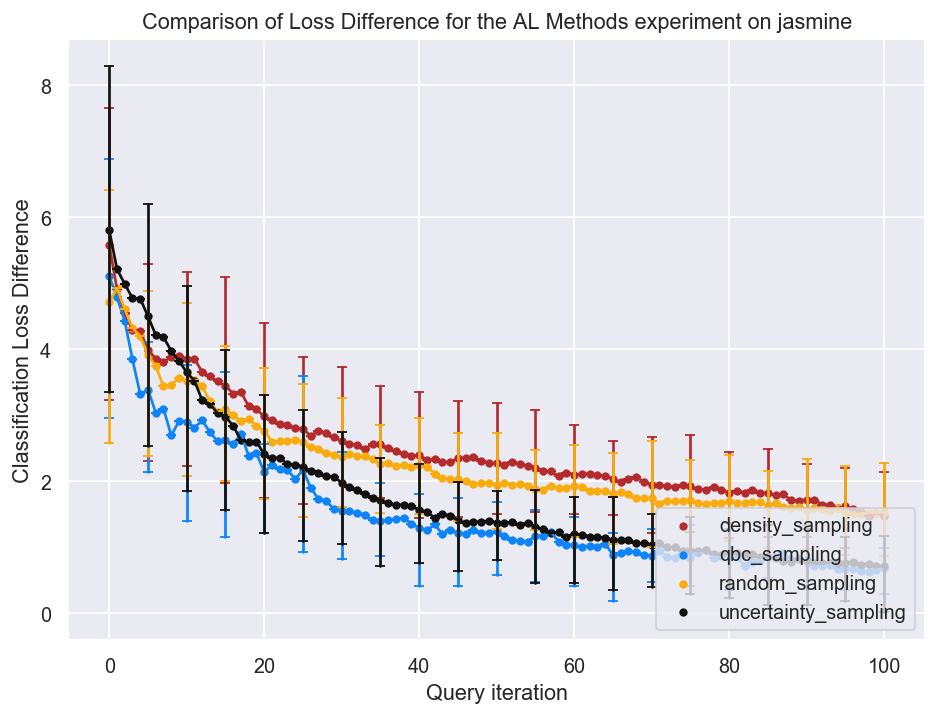 Comparison of Loss Difference for the AL Methods experiment on jasmine
Classification Loss Difference
8
6
4
2
0
0 20 40 60 80 100
Query iteration
density_sampling
dbc_sampling
random_sampling
uncertainty_sampling